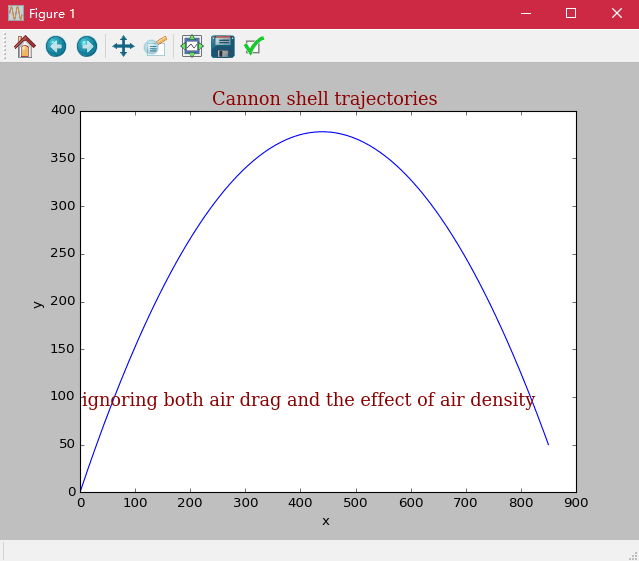 Figure 1
Cannon shell trajectories
400
350
300
250
200
150
100
50
0
y
ignoring both air drag and the effect of air density
0 100 200 300 400 500 600 700 800 900
x